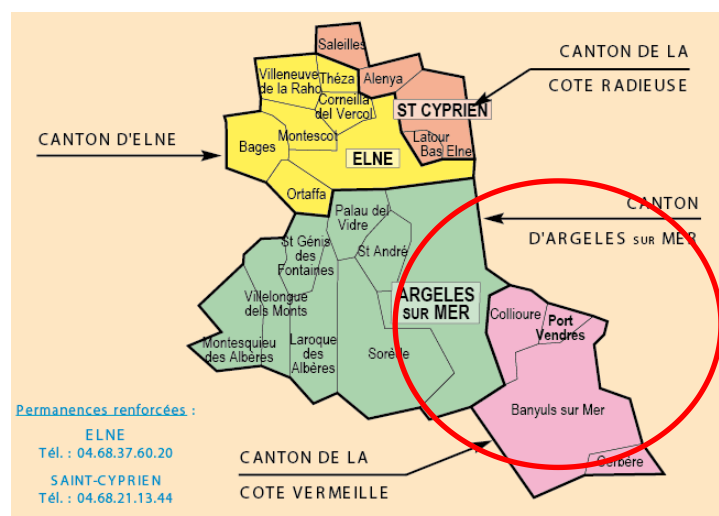 Saleilles
CANTON DE LA
COTE RADIEUSE
Villeneuve
de la Raho
Théza
Alenya
Corneilla
del Vercol
ST CYPRIEN
CANTON D'ELNE
Montescot
Bages
ELNE
Latour
Bas Elne
Ortaffa
Palau del
Vidre
CANTON
D'ARGELES SUR MER
St Génis
des
Fontaines
St André
Villelongue
dels Monts
ARGELES
SUR MER
Collioure
Port
Vendres
Montesquieu
des Albères
Laroque
des
Albères
Sorède
Banyuls sur Mer
Permanences renforcées :
ELNE
Tél. : 04.68.37.60.20
SAINT-CYPRIEN
Tél. : 04.68.21.13.44
CANTON DE LA
COTE VERMEILLE
Cerbère